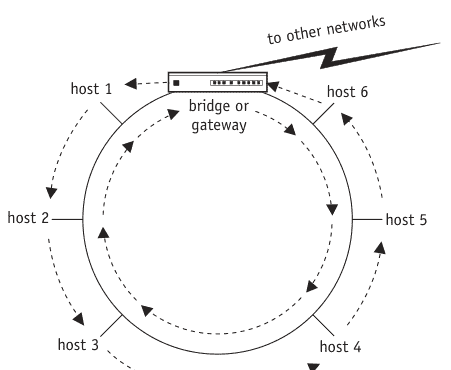 to other networks
host 1
bridge or
gateway
host 6
host 2
host 5
host 3
host 4